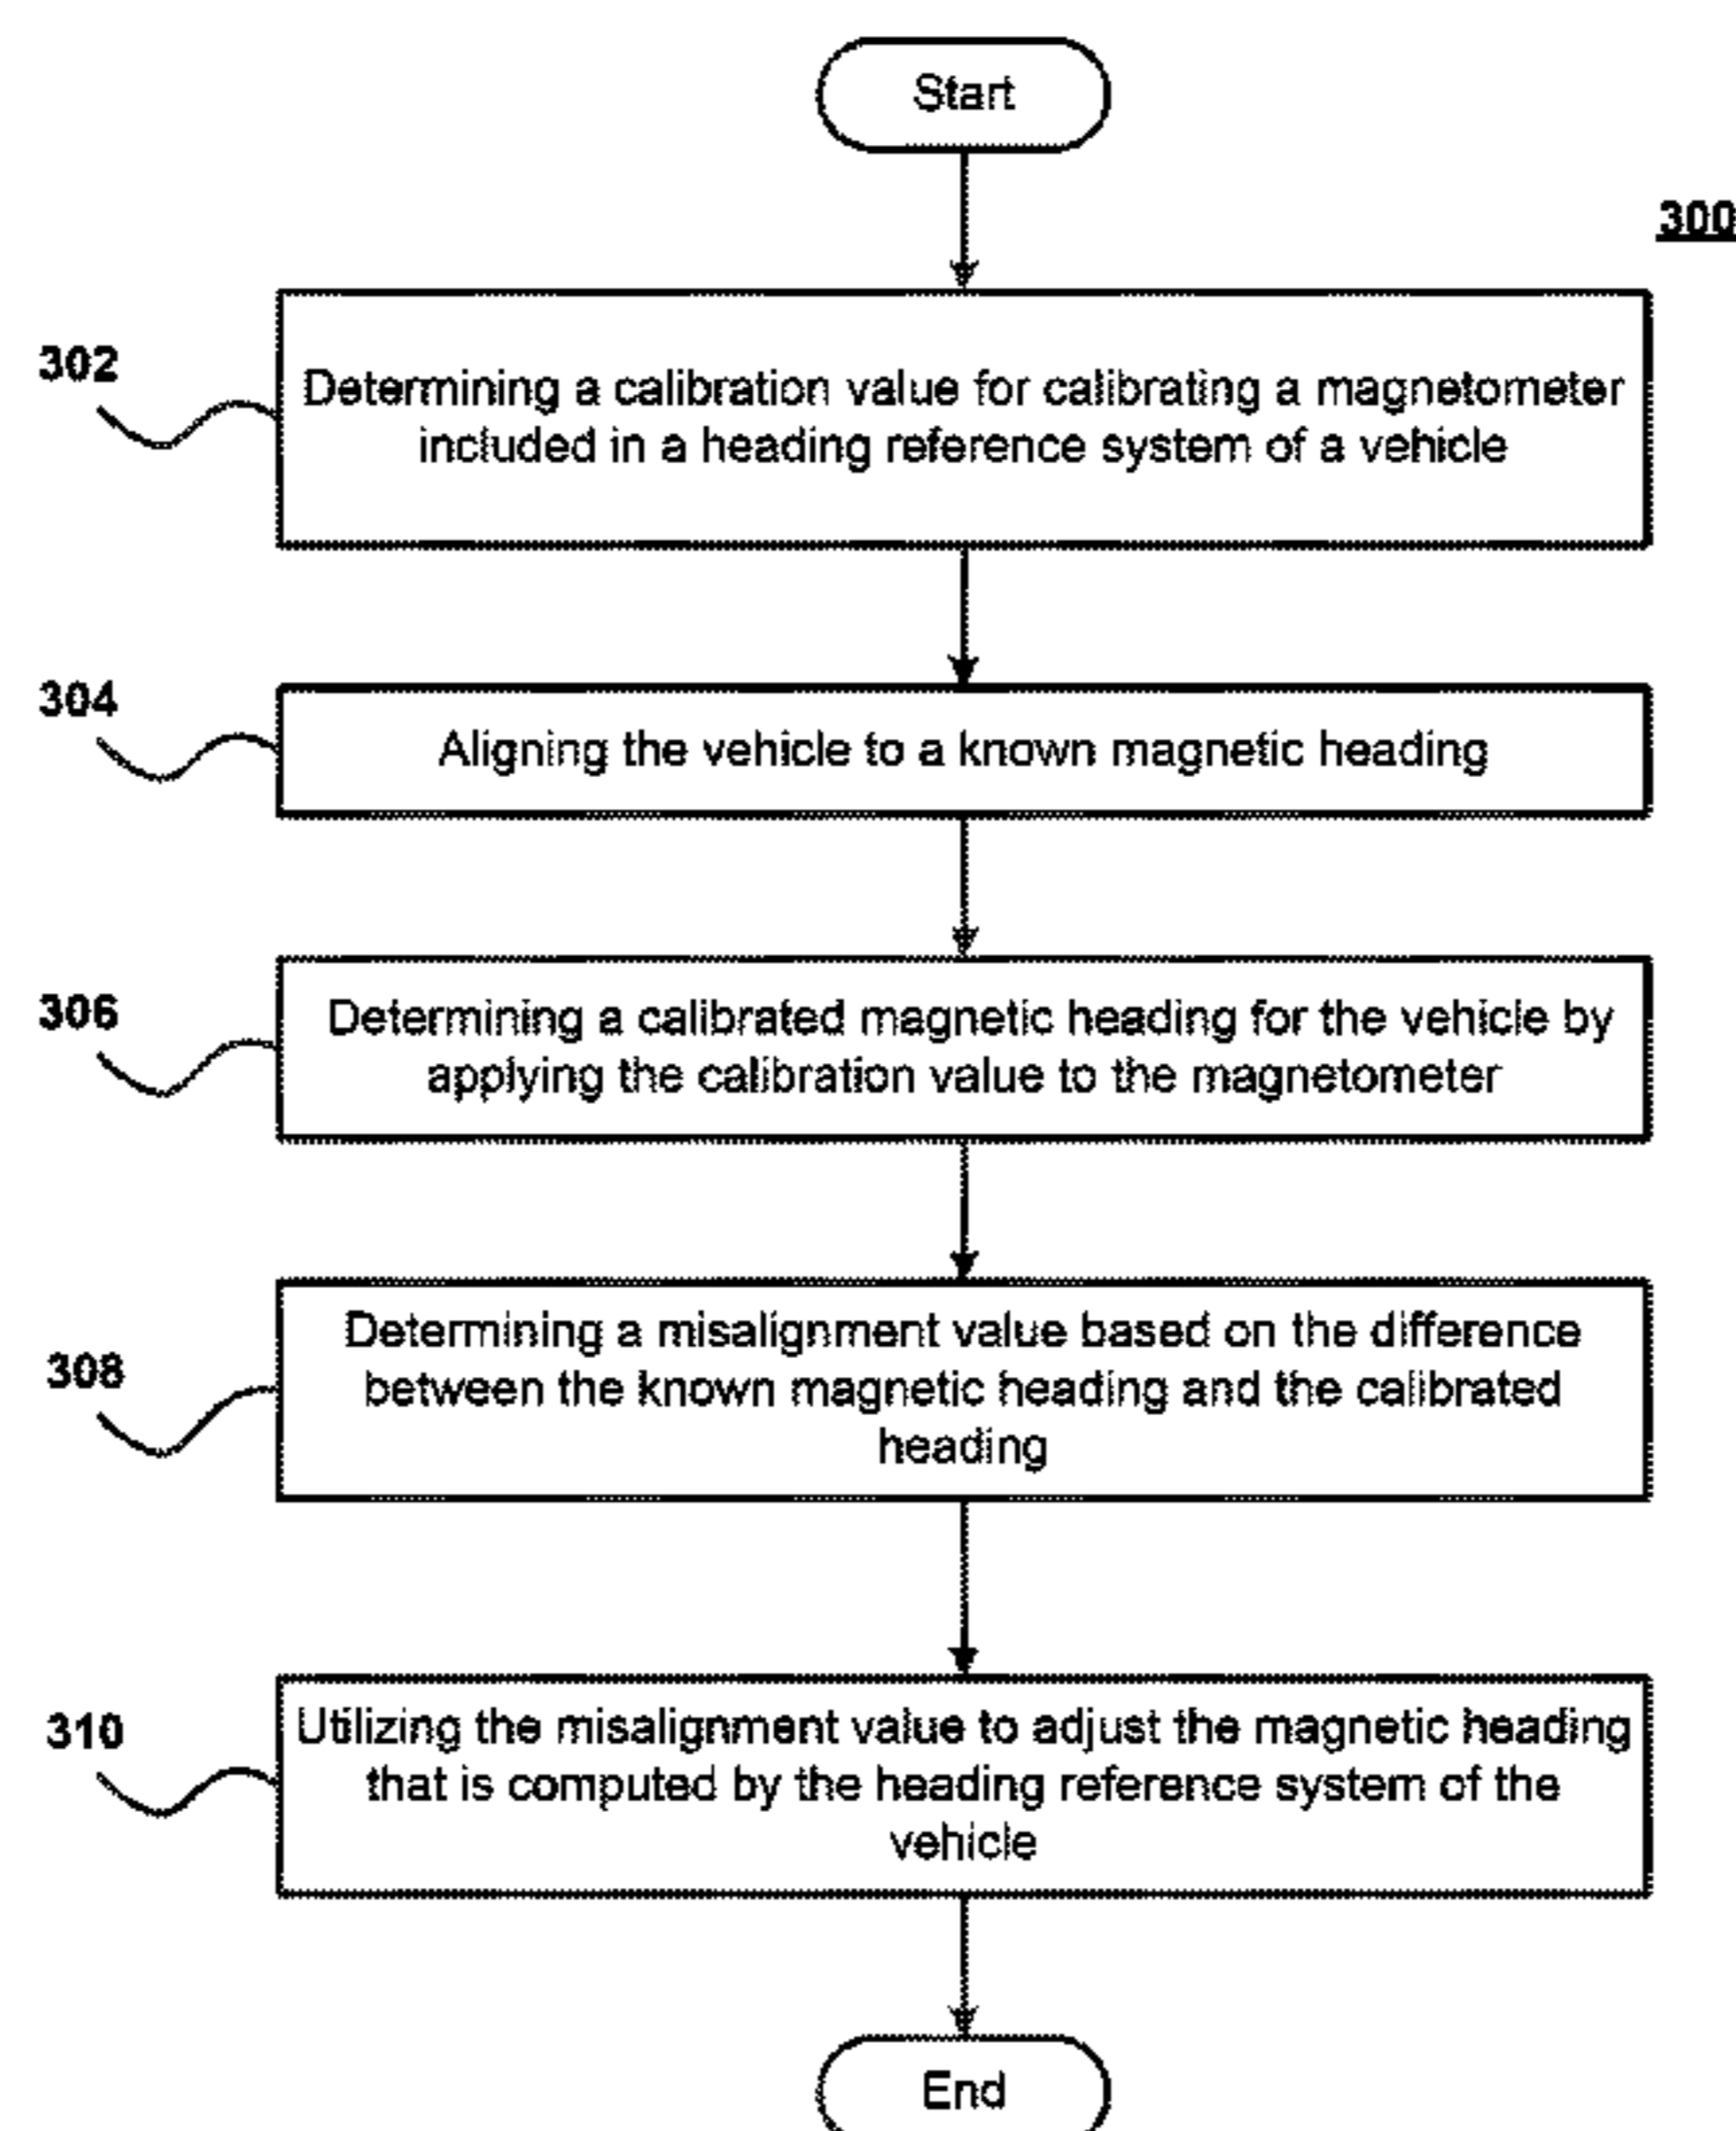 Start
300
302
Determining a calibration value for calibrating a magnetometer
included in a heading reference system of a vehicle
304
Aligning the vehicle to a known magnetic heading
306
Determining a calibrated magnetic heading for the vehicle by
applying the calibration value to the magnetometer
308
Determining a misalignment value based on the difference
between the known magnetic heading and the calibrated
heading
310
Utilizing the misalignment value to adjust the magnetic heading
that is computed by the heading reference system of the
vehicle
End